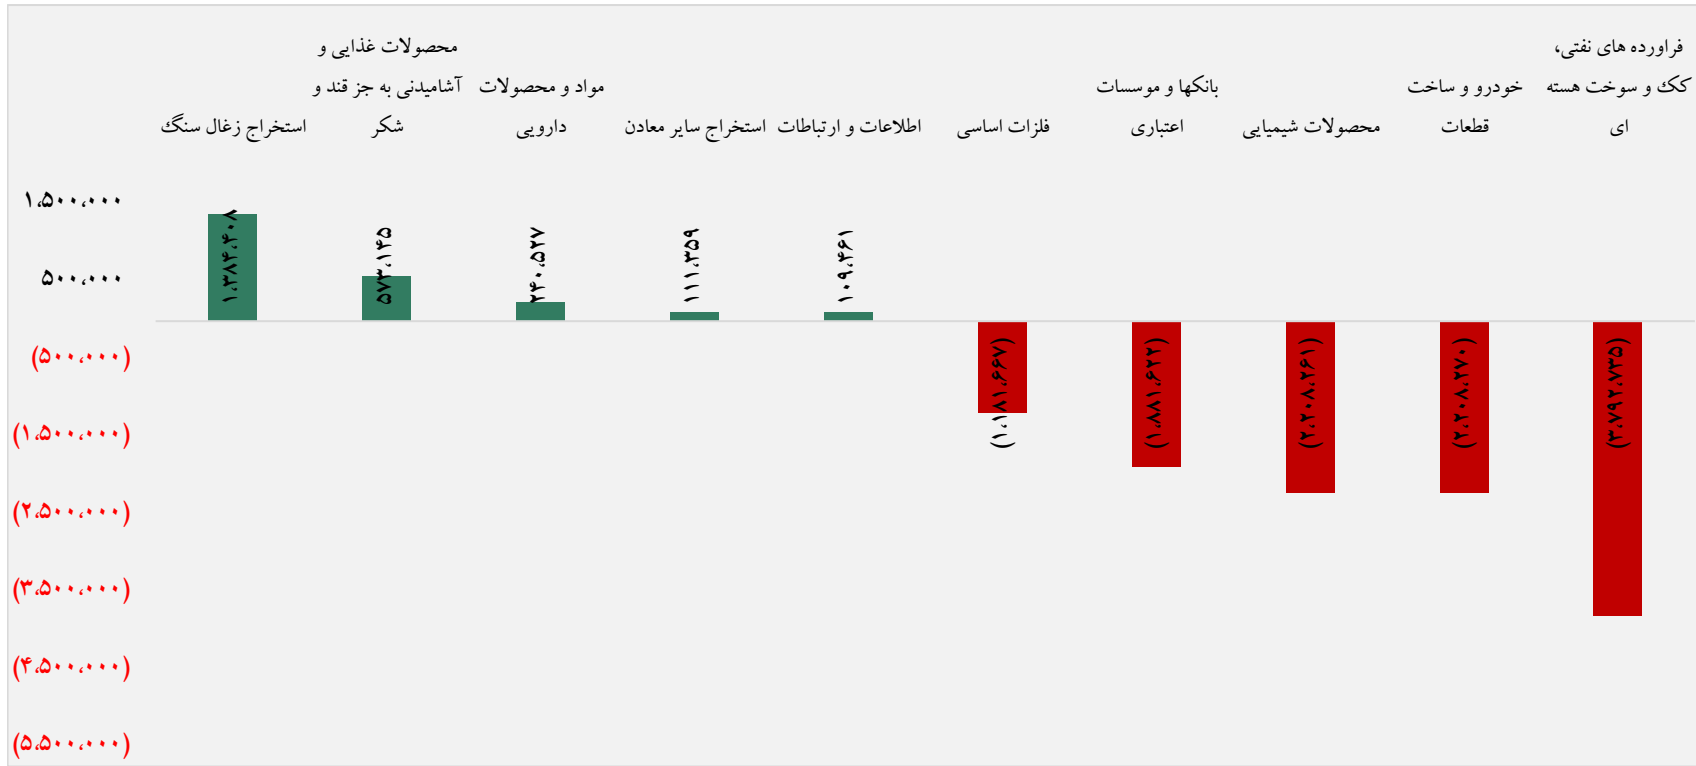 استخراج زغال سنگ
محصولات غذایی و
آشامیدنی به جز قند و
شکر
مواد و محصولات
دارویی
استخراج سایر معادن
اطلاعات و ارتباطات
فلزات اساسی
بانکها و موسسات
اعتباری
محصولات شیمیایی
خودرو و ساخت
قطعات
فراورده های نفتی،
کک و سوخت هسته
ای
۱،۵۰۰،۰۰۰
۵۰۰،۰۰۰
(۵۰۰،۰۰۰)
(۱،۵۰۰،۰۰۰)
(۲،۵۰۰،۰۰۰)
(۳،۵۰۰،۰۰۰)
(۴،۵۰۰،۰۰۰)
(۵،۵۰۰،۰۰۰)
۱،۳۸۴،۴۰۸
۵۷۳،۱۴۵
۲۴۰،۵۲۷
۱۱۱،۳۵۹
۱۰۹،۴۶۱
(۱،۱۸۱،۶۶۷)
(۱،۸۸۱،۶۲۲)
(۲،۲۰۸،۲۶۱)
(۲،۲۰۸،۲۷۰)
(۳،۷۹۲،۷۳۵)